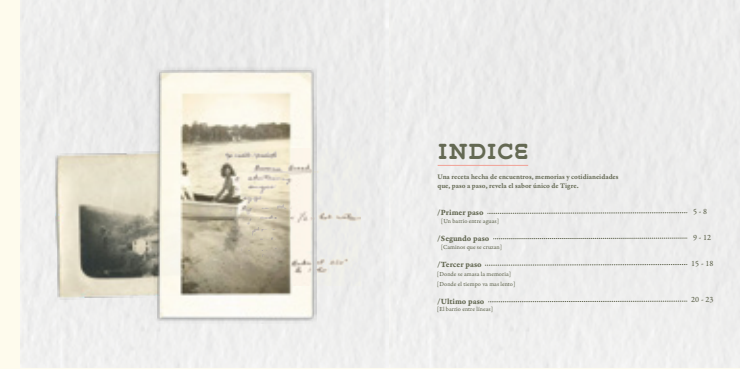 INDICE
Una receta hecha de encuentros, memorias y cotidianeidades
que, paso a paso, revela el sabor único de Tigre.
/Primer paso 5 - 8
[Un barrio entre aguas]
/Segundo paso 9 - 12
[Caminos que se cruzan]
/Tercer paso 15 - 18
[Donde se amasa la memoria]
[Donde el tiempo va mas lento]
/Ultimo paso 20 - 23
[El barrio entre líneas]